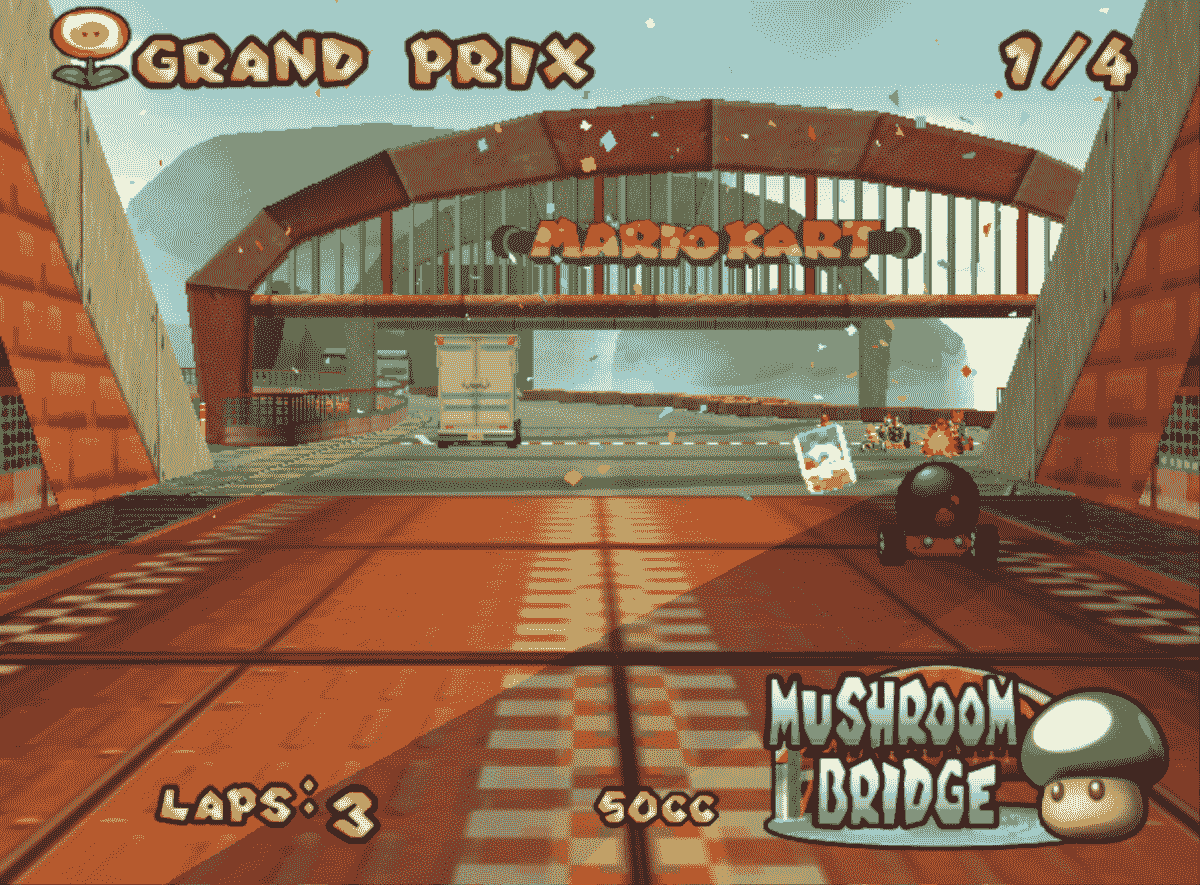 GRAND PRIX
1/4
MARIO KART
MUSHROOM
BRIDGE
LAPS: 3
50CC